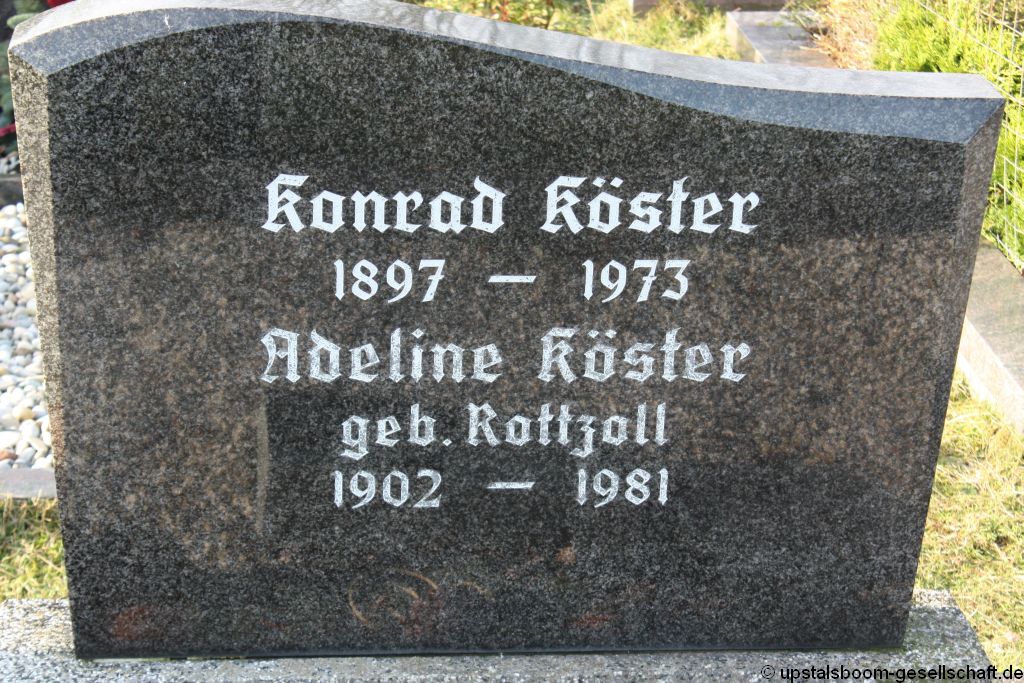 Konrad Köster
1897 – 1973
Adeline Köster
geb. Rottzoll
1902 – 1981
© upstalsboom-gesellschaft.de